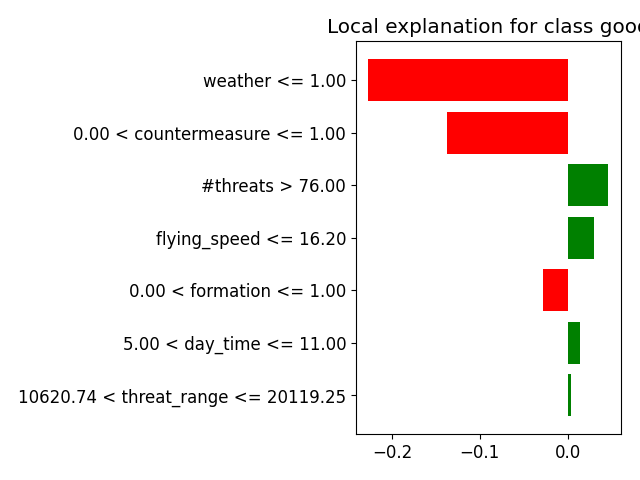 Local explanation for class good
weather <= 1.00
0.00 < countermeasure <= 1.00
#threats > 76.00
flying_speed <= 16.20
0.00 < formation <= 1.00
5.00 < day_time <= 11.00
10620.74 < threat_range <= 20119.25
−0.2 −0.1 0.0